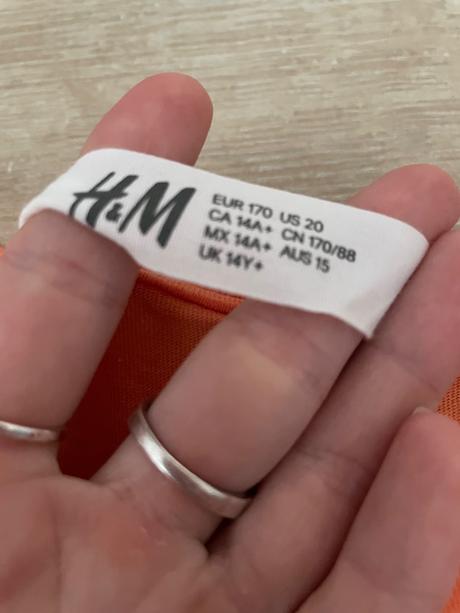 H&M
EUR 170 US 20
CA 14A+ CN 170/88
MX 14A+ AUS 15
UK 14Y+